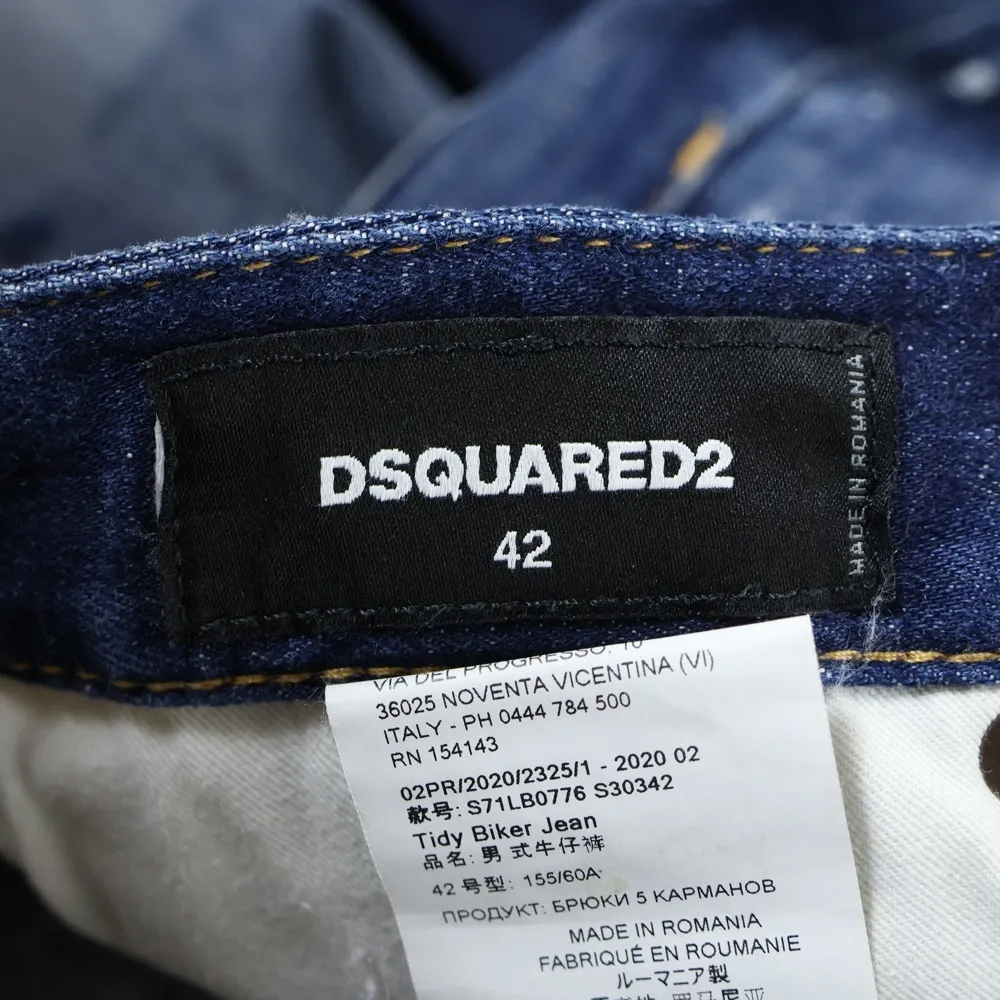 DSQUARED2
42
MADE IN ROMANIA
VIA DEL PROGRESSO, 10
36025 NOVENTA VICENTINA (VI)
ITALY - PH 0444 784 500
RN 154143
02PR/2020/2325/1 - 2020 02
款号: S71LB0776 S30342
Tidy Biker Jean
品名: 男式牛仔裤
42 号型: 155/60A
ПРОДУКТ: БРЮКИ 5 КАРМАНОВ
MADE IN ROMANIA
FABRIQUÉ EN ROUMANIE
ルーマニア製